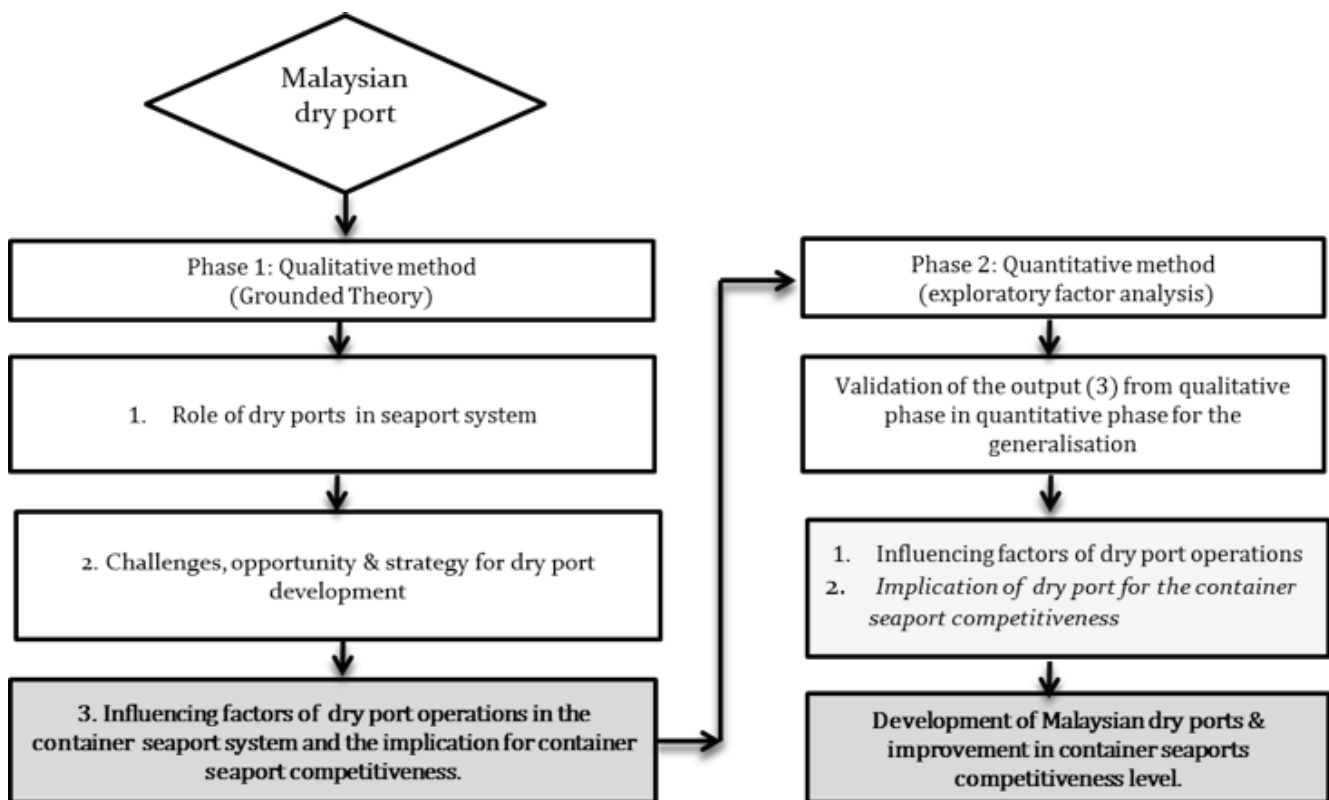 Malaysian
dry port
Phase 1: Qualitative method
(Grounded Theory)
1. Role of dry ports in seaport system
2. Challenges, opportunity & strategy for dry port
development
3. Influencing factors of dry port operations in the
container seaport system and the implication for container
seaport competitiveness.
Phase 2: Quantitative method
(exploratory factor analysis)
Validation of the output (3) from qualitative
phase in quantitative phase for the
generalisation
1. Influencing factors of dry port operations
2. Implication of dry port for the container
seaport competitiveness
Development of Malaysian dry ports &
improvement in container seaports
competitiveness level.